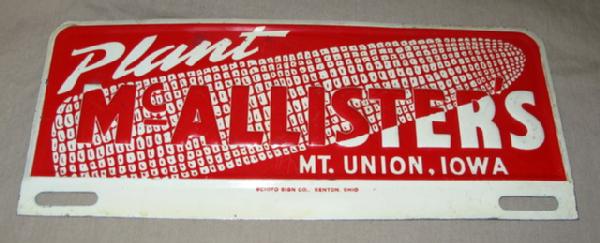 Plant
McALLISTER'S
MT. UNION, IOWA
SCIOTO SIGN CO., KENTON, OHIO